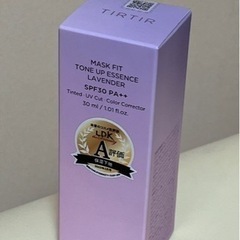 TIRTIR
MASK FIT
TONE UP ESSENCE
LAVENDER
SPF30 PA++
Tinted · UV Cut · Color Corrector
30 ml / 1.01 fl.oz.
LDK
A評価